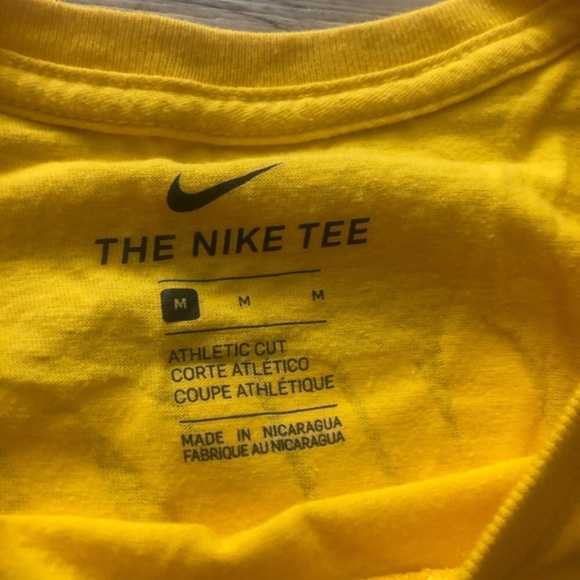 THE NIKE TEE
M M M
ATHLETIC CUT
CORTE ATLÉTICO
COUPE ATHLÉTIQUE
MADE IN NICARAGUA
FABRIQUE AU NICARAGUA